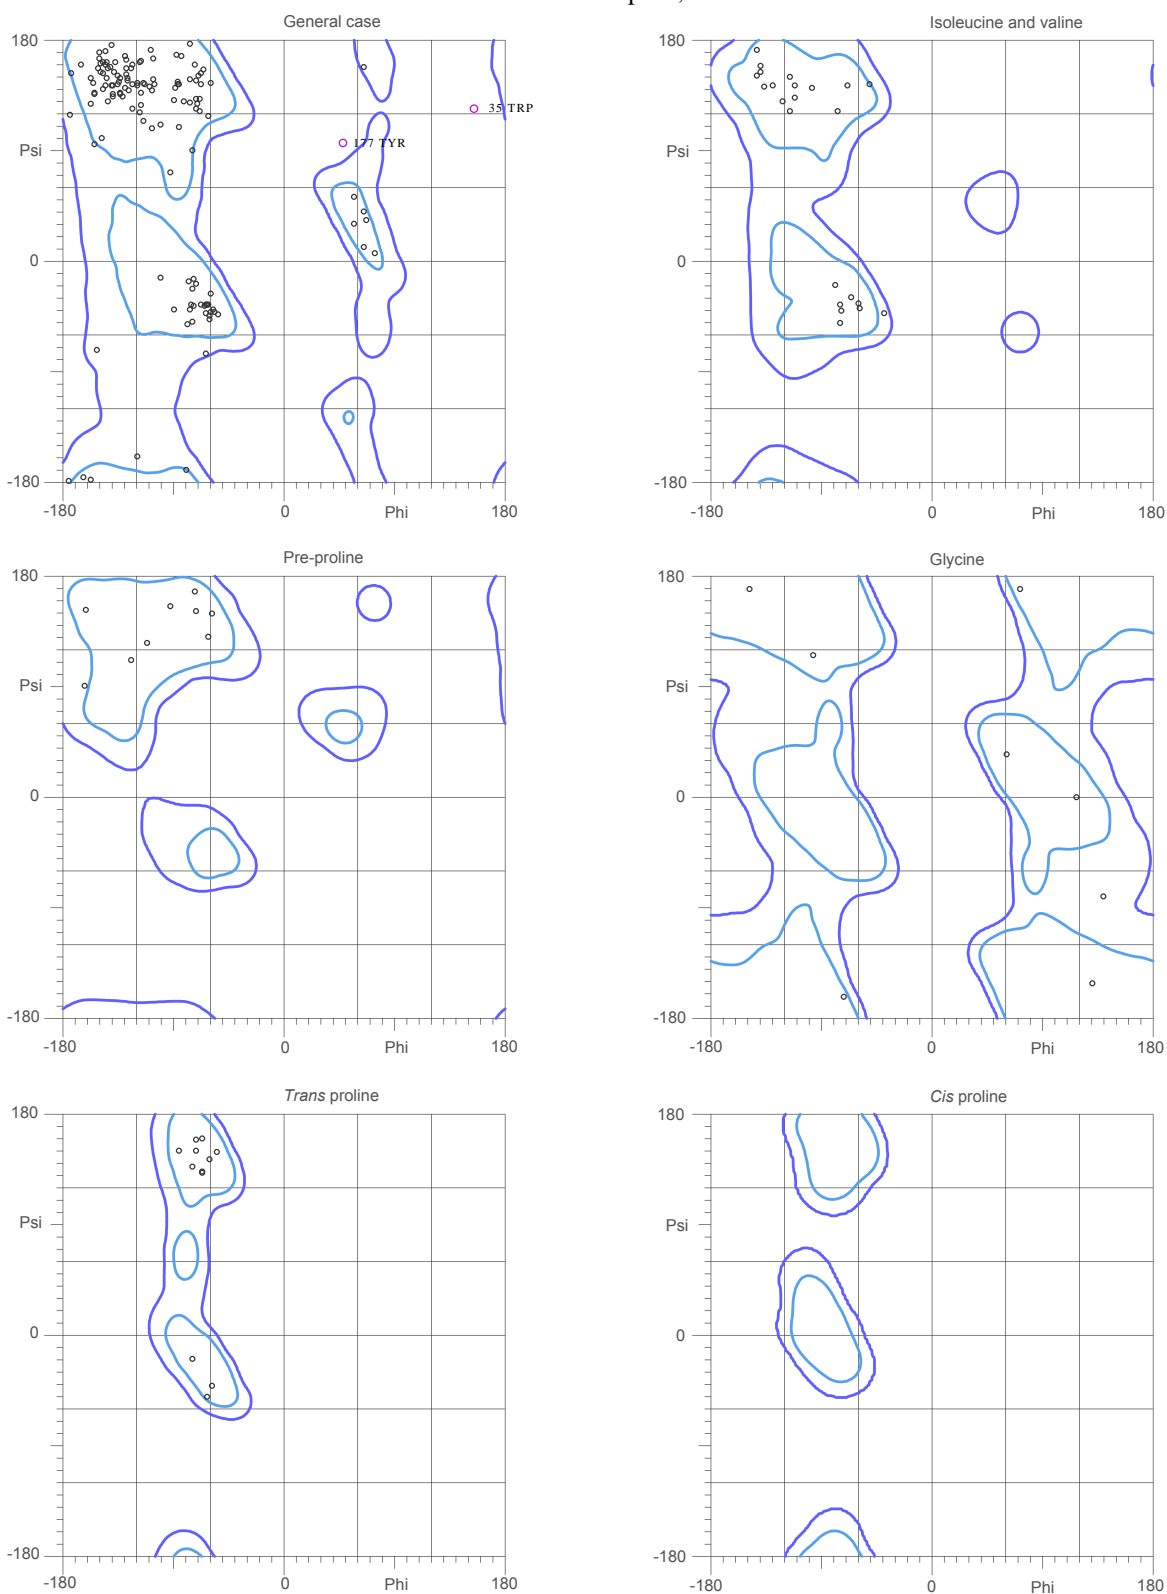 General case
180
Psi
0
-180
-180
0
Phi
180
35 TRP
177 TYR
Isoleucine and valine
180
Psi
0
-180
-180
0
Phi
180
Pre-proline
180
Psi
0
-180
-180
0
Phi
180
Glycine
180
Psi
0
-180
-180
0
Phi
180
Trans proline
180
Psi
0
-180
-180
0
Phi
180
Cis proline
180
Psi
0
-180
-180
0
Phi
180